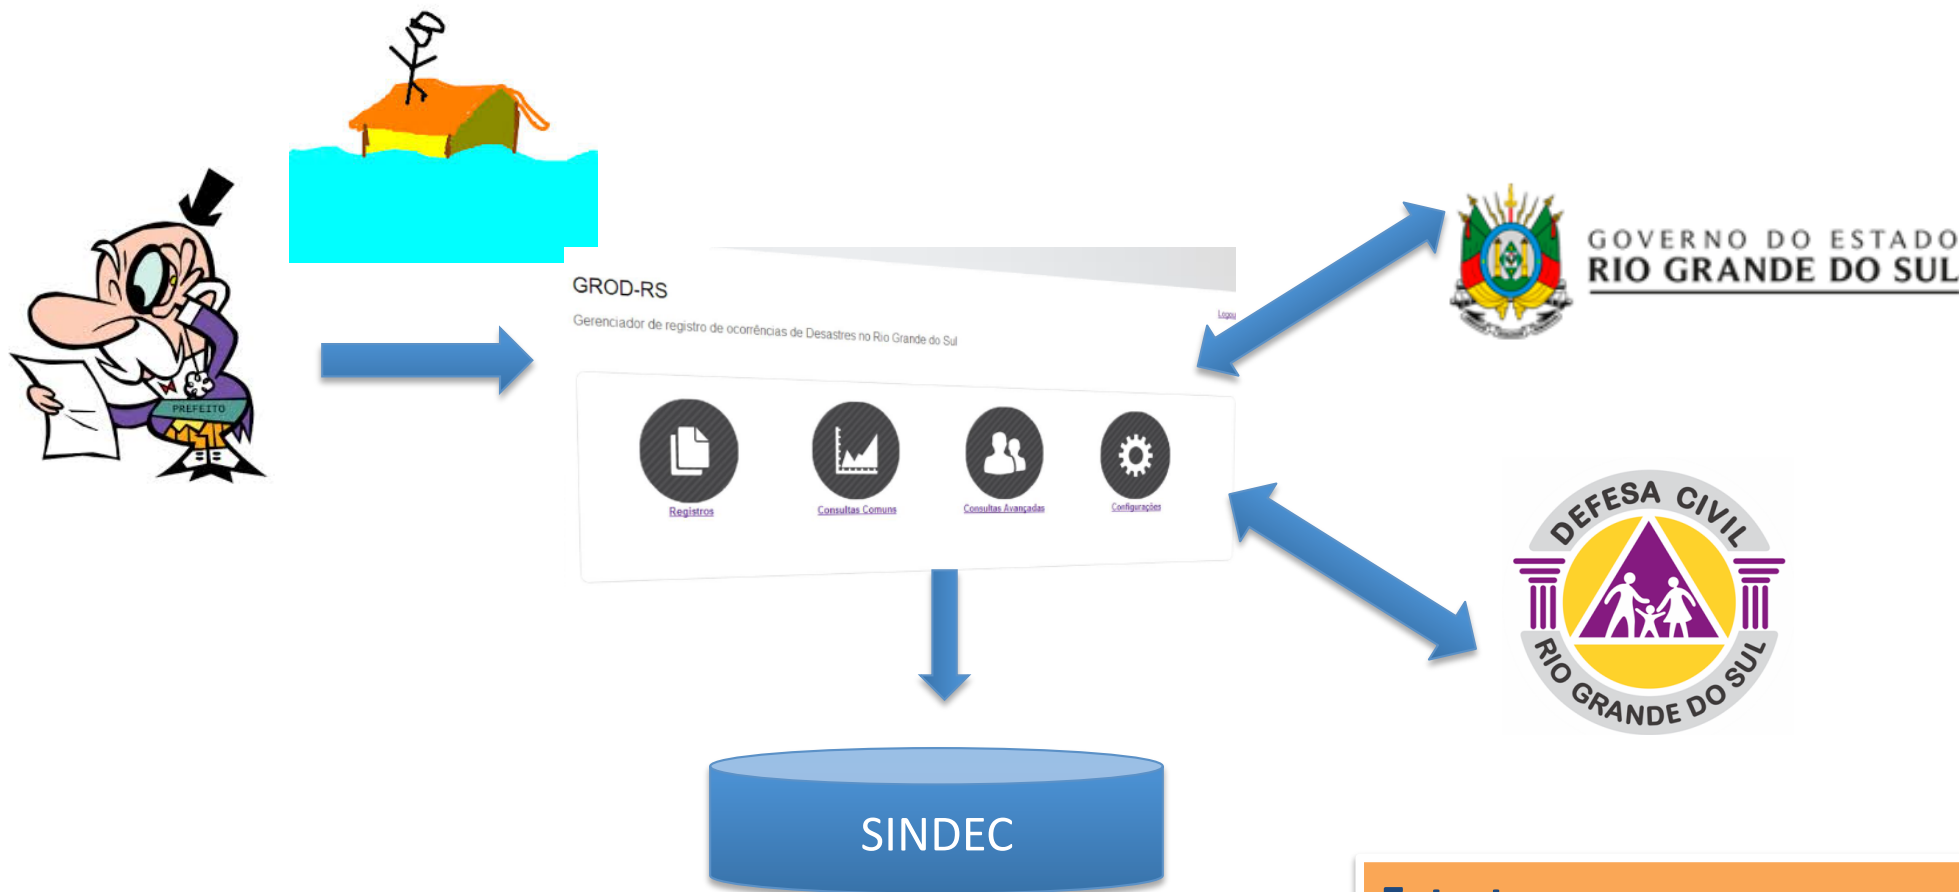 GROD-RS
Gerenciador de registro de ocorrências de Desastres no Rio Grande do Sul
Registros
Consultas Comuns
Consultas Avançadas
Configurações
PREFEITO
GOVERNO DO ESTADO
RIO GRANDE DO SUL
DEFESA CIVIL
RIO GRANDE DO SUL
SINDEC